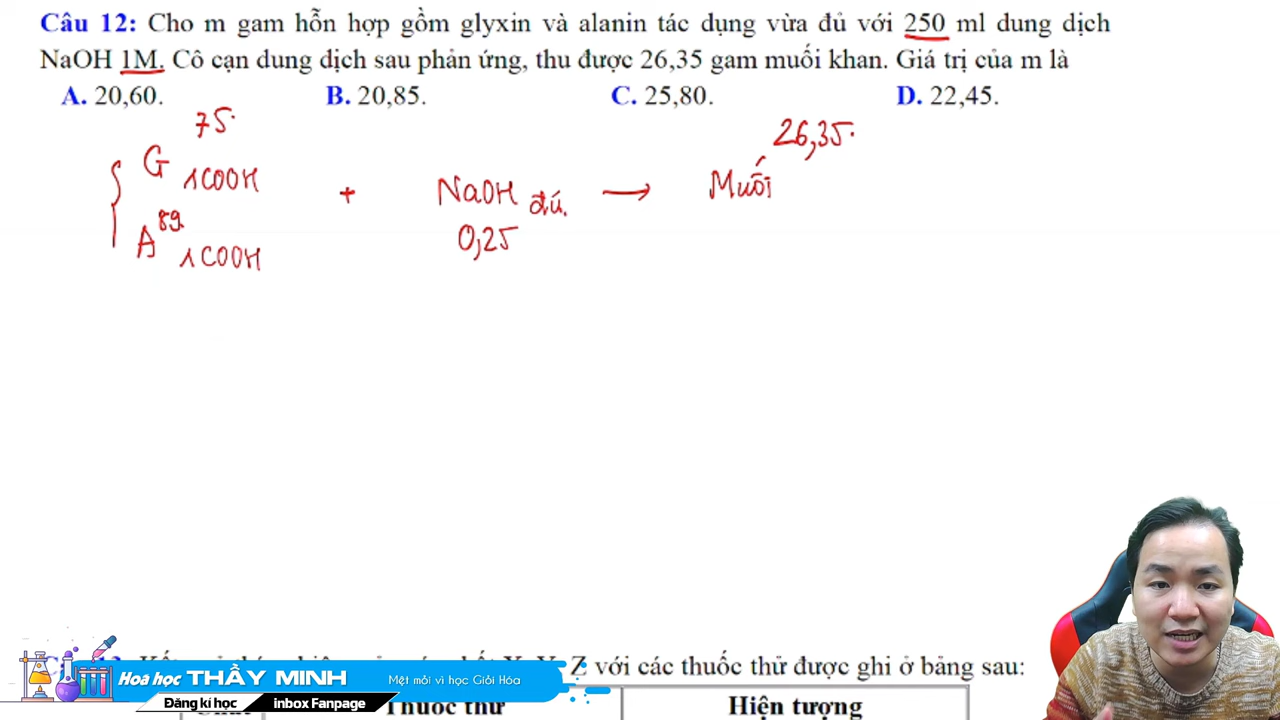 Câu 12: Cho m gam hỗn hợp gồm glyxin và alanin tác dụng vừa đủ với 250 ml dung dịch
NaOH 1M. Cô cạn dung dịch sau phản ứng, thu được 26,35 gam muối khan. Giá trị của m là
A. 20,60. B. 20,85. C. 25,80. D. 22,45.
75
26,35
G 1COOH + NaOH đủ. → Muối
A 89 1COOH 0,25
Z với các thuốc thử được ghi ở bảng sau:
Hoá học THẦY MINH Mệt mỏi vì học Giỏi Hóa
Đăng kí học inbox Fanpage
Thuốc thử Hiện tượng